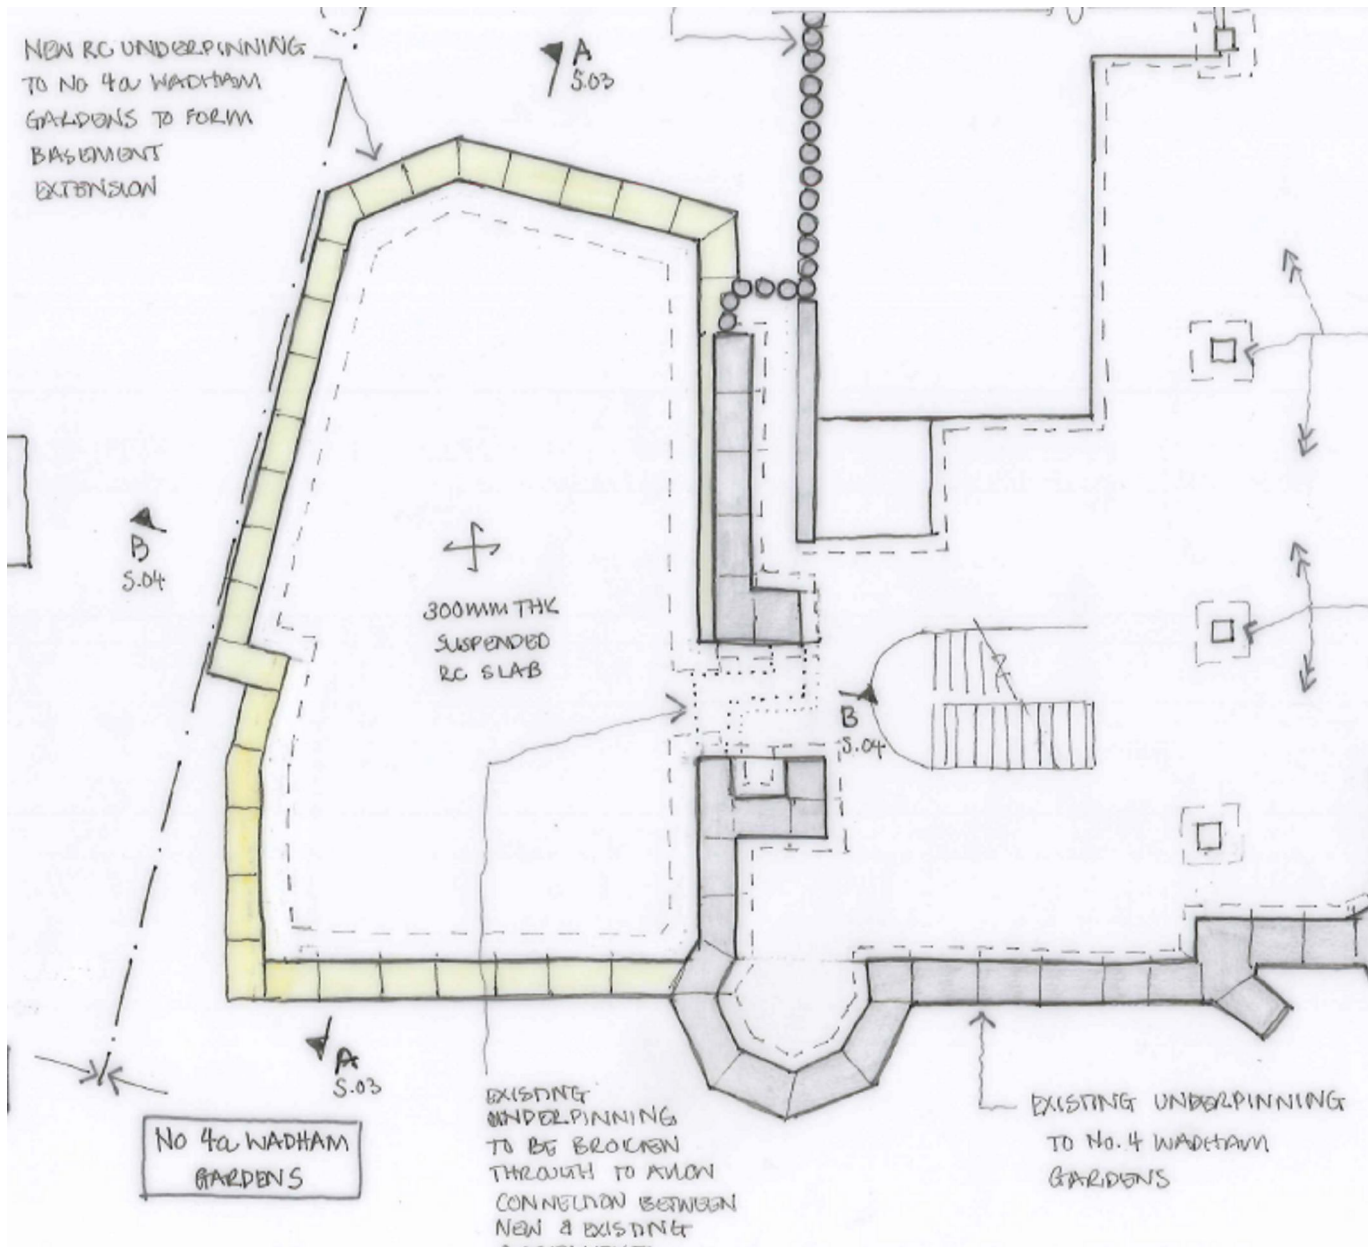 NEW RC UNDERPINNING
TO NO 4a WADHAM
GARDENS TO FORM
BASEMENT
EXTENSION
A
S.03
B
S.04
300mm THK
SUSPENDED
RC SLAB
B
S.04
A
S.03
No 4a WADHAM
GARDENS
EXISTING
UNDERPINNING
TO BE BROKEN
THROUGH TO ALLOW
CONNECTION BETWEEN
NEW & EXISTING
EXISTING UNDERPINNING
TO No.4 WADHAM
GARDENS